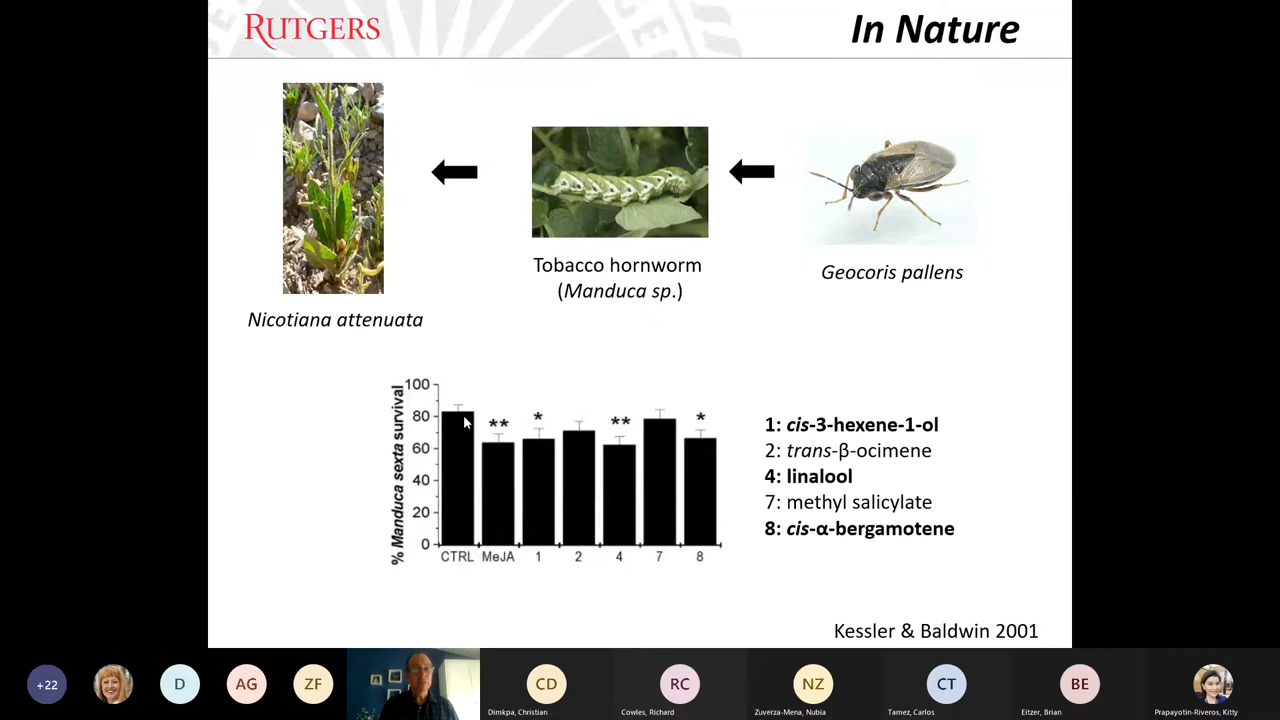 RUTGERS
In Nature
Tobacco hornworm
(Manduca sp.)
Geocoris pallens
Nicotiana attenuata
% Manduca sexta survival
100
80
60
40
20
0
**
*
**
*
CTRL MeJA 1 2 4 7 8
1: cis-3-hexene-1-ol
2: trans-β-ocimene
4: linalool
7: methyl salicylate
8: cis-α-bergamotene
Kessler & Baldwin 2001
+22
D
AG
ZF
CD
RC
NZ
CT
BE
Dimkpa, Christian
Cowles, Richard
Zuverza-Mena, Nubia
Tamez, Carlos
Eitzer, Brian
Prapayotin-Riveros, Kitty